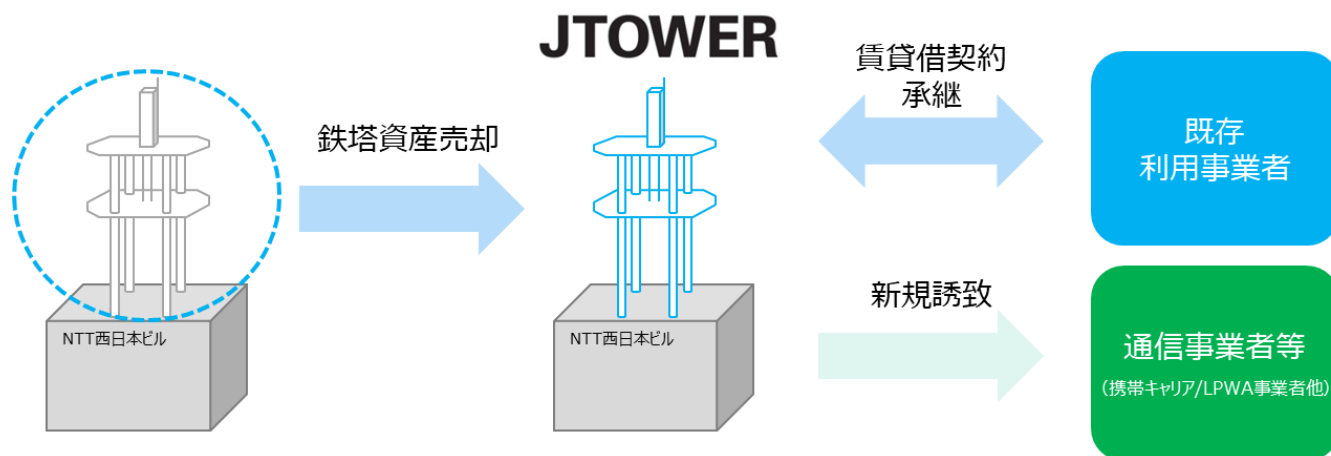 JTOWER
鉄塔資産売却
NTT西日本ビル
NTT西日本ビル
賃貸借契約
承継
既存
利用事業者
新規誘致
通信事業者等
（携帯キャリア/LPWA事業者他）